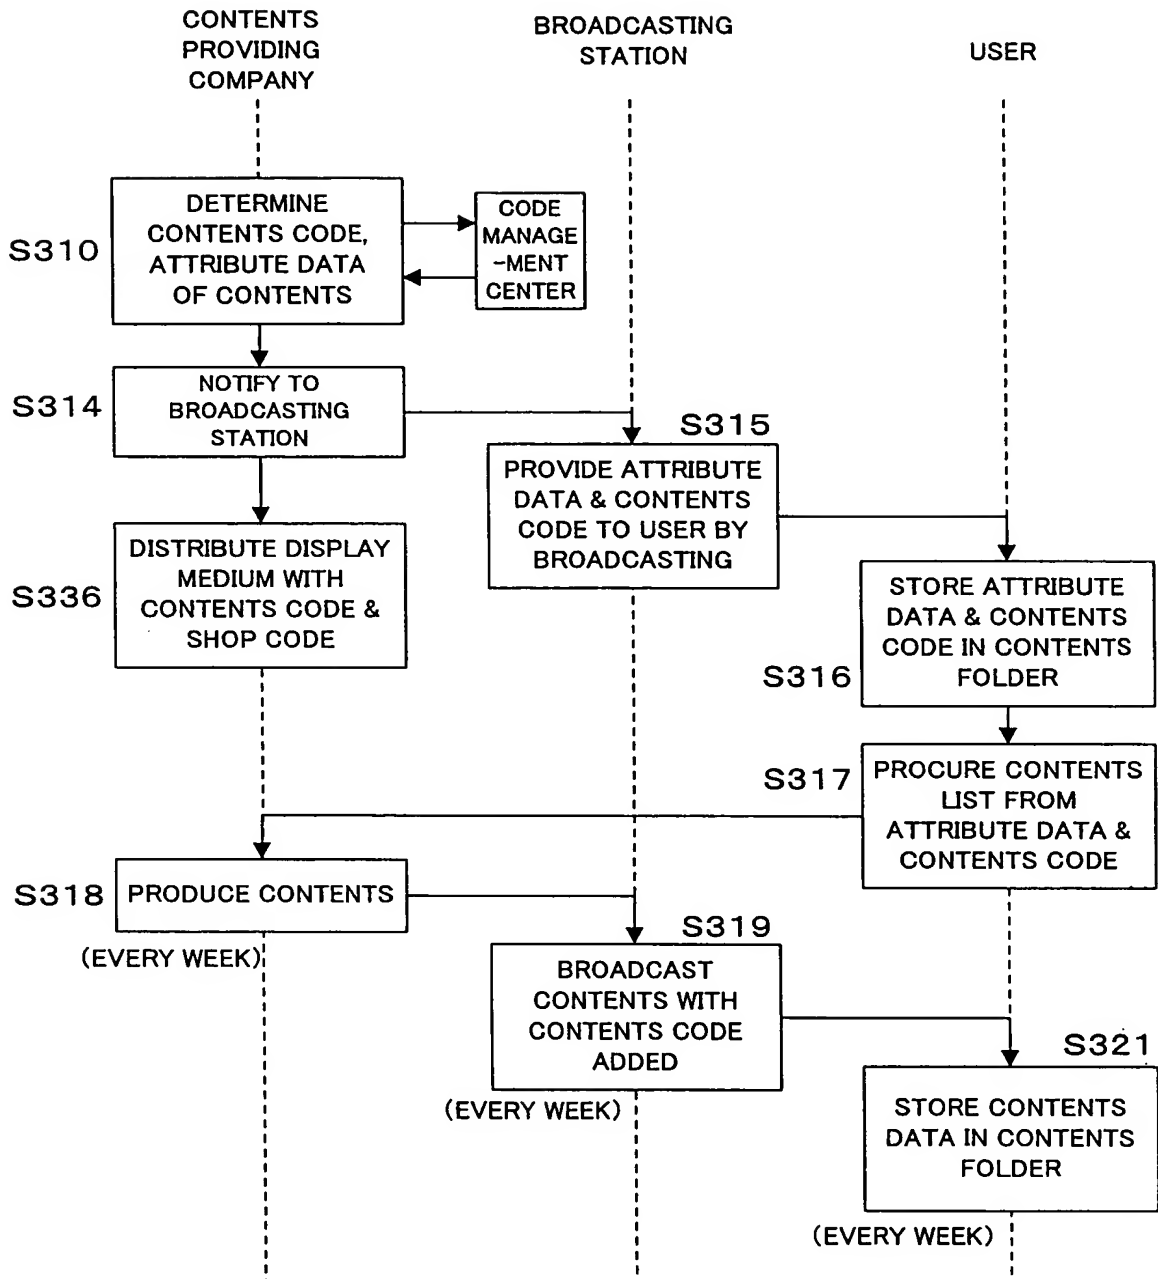 CONTENTS
PROVIDING
COMPANY
BROADCASTING
STATION
USER
S310
DETERMINE
CONTENTS CODE,
ATTRIBUTE DATA
OF CONTENTS
CODE
MANAGE
-MENT
CENTER
S314
NOTIFY TO
BROADCASTING
STATION
S315
PROVIDE ATTRIBUTE
DATA & CONTENTS
CODE TO USER BY
BROADCASTING
S336
DISTRIBUTE DISPLAY
MEDIUM WITH
CONTENTS CODE &
SHOP CODE
S316
STORE ATTRIBUTE
DATA & CONTENTS
CODE IN CONTENTS
FOLDER
S317
PROCURE CONTENTS
LIST FROM
ATTRIBUTE DATA &
CONTENTS CODE
S318
PRODUCE CONTENTS
(EVERY WEEK)
S319
BROADCAST
CONTENTS WITH
CONTENTS CODE
ADDED
(EVERY WEEK)
S321
STORE CONTENTS
DATA IN CONTENTS
FOLDER
(EVERY WEEK)